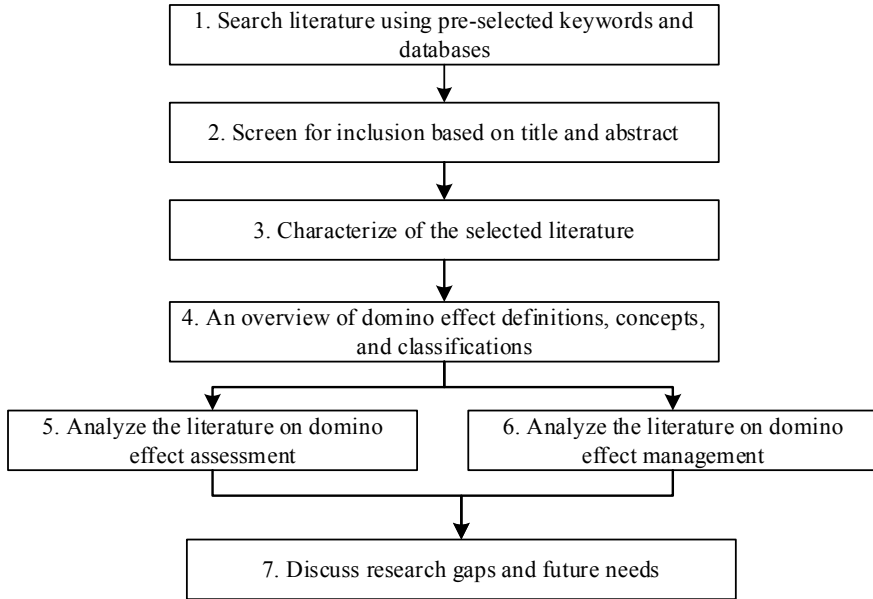 1. Search literature using pre-selected keywords and
databases
2. Screen for inclusion based on title and abstract
3. Characterize of the selected literature
4. An overview of domino effect definitions, concepts,
and classifications
5. Analyze the literature on domino
effect assessment
6. Analyze the literature on domino
effect management
7. Discuss research gaps and future needs